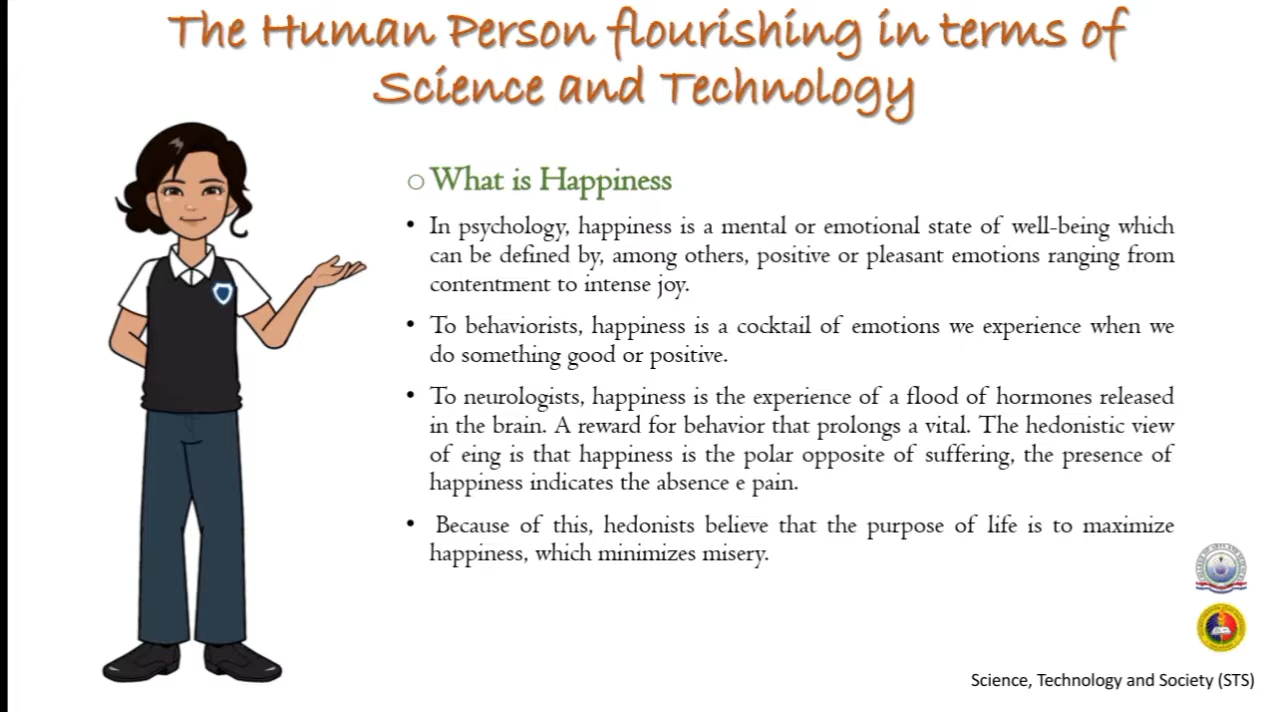 The Human Person flourishing in terms of
Science and Technology
What is Happiness
• In psychology, happiness is a mental or emotional state of well-being which
can be defined by, among others, positive or pleasant emotions ranging from
contentment to intense joy.
• To behaviorists, happiness is a cocktail of emotions we experience when we
do something good or positive.
• To neurologists, happiness is the experience of a flood of hormones released
in the brain. A reward for behavior that prolongs a vital. The hedonistic view
of eing is that happiness is the polar opposite of suffering, the presence of
happiness indicates the absence e pain.
• Because of this, hedonists believe that the purpose of life is to maximize
happiness, which minimizes misery.
Science, Technology and Society (STS)